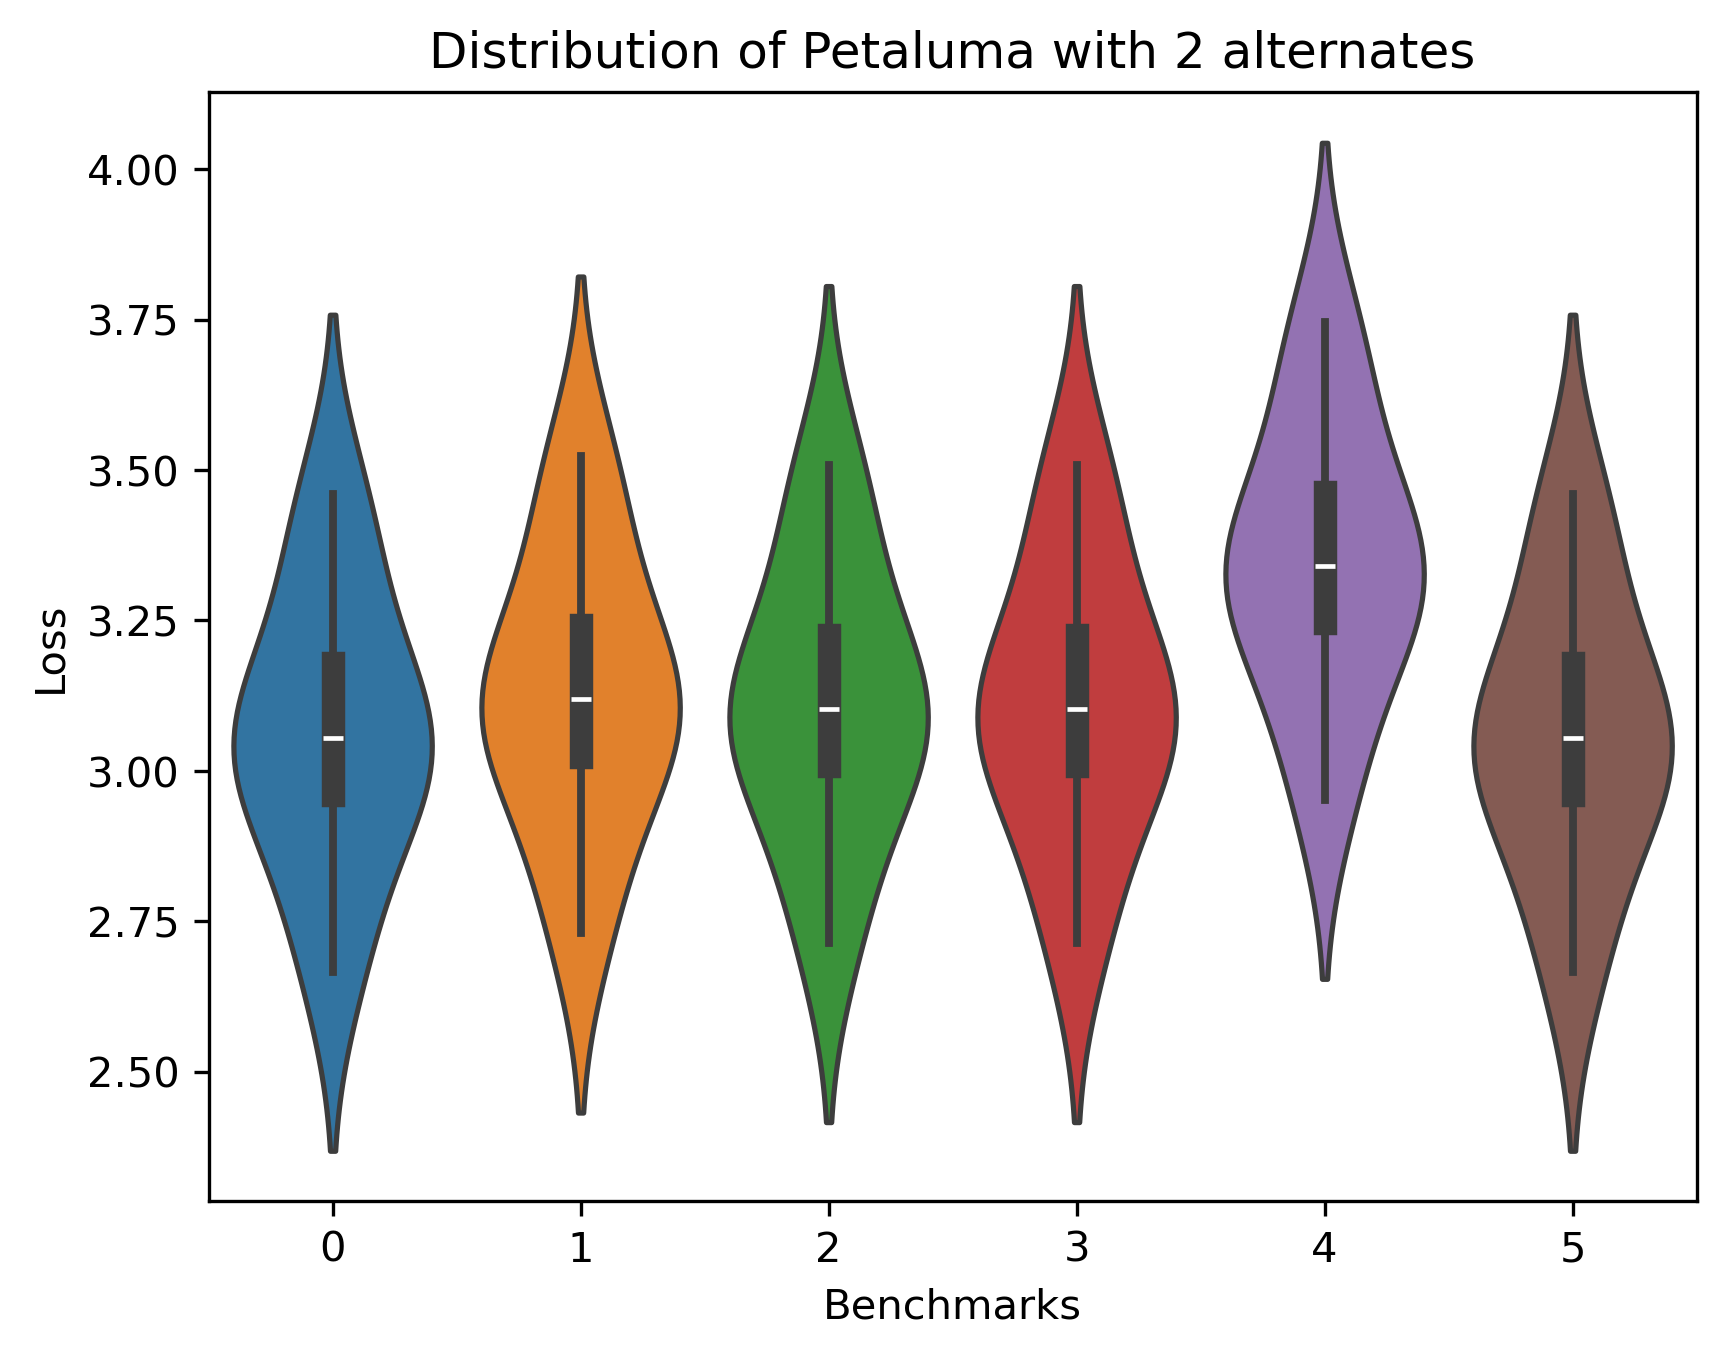 Distribution of Petaluma with 2 alternates
4.00
3.75
3.50
3.25
3.00
2.75
2.50
Loss
0 1 2 3 4 5
Benchmarks